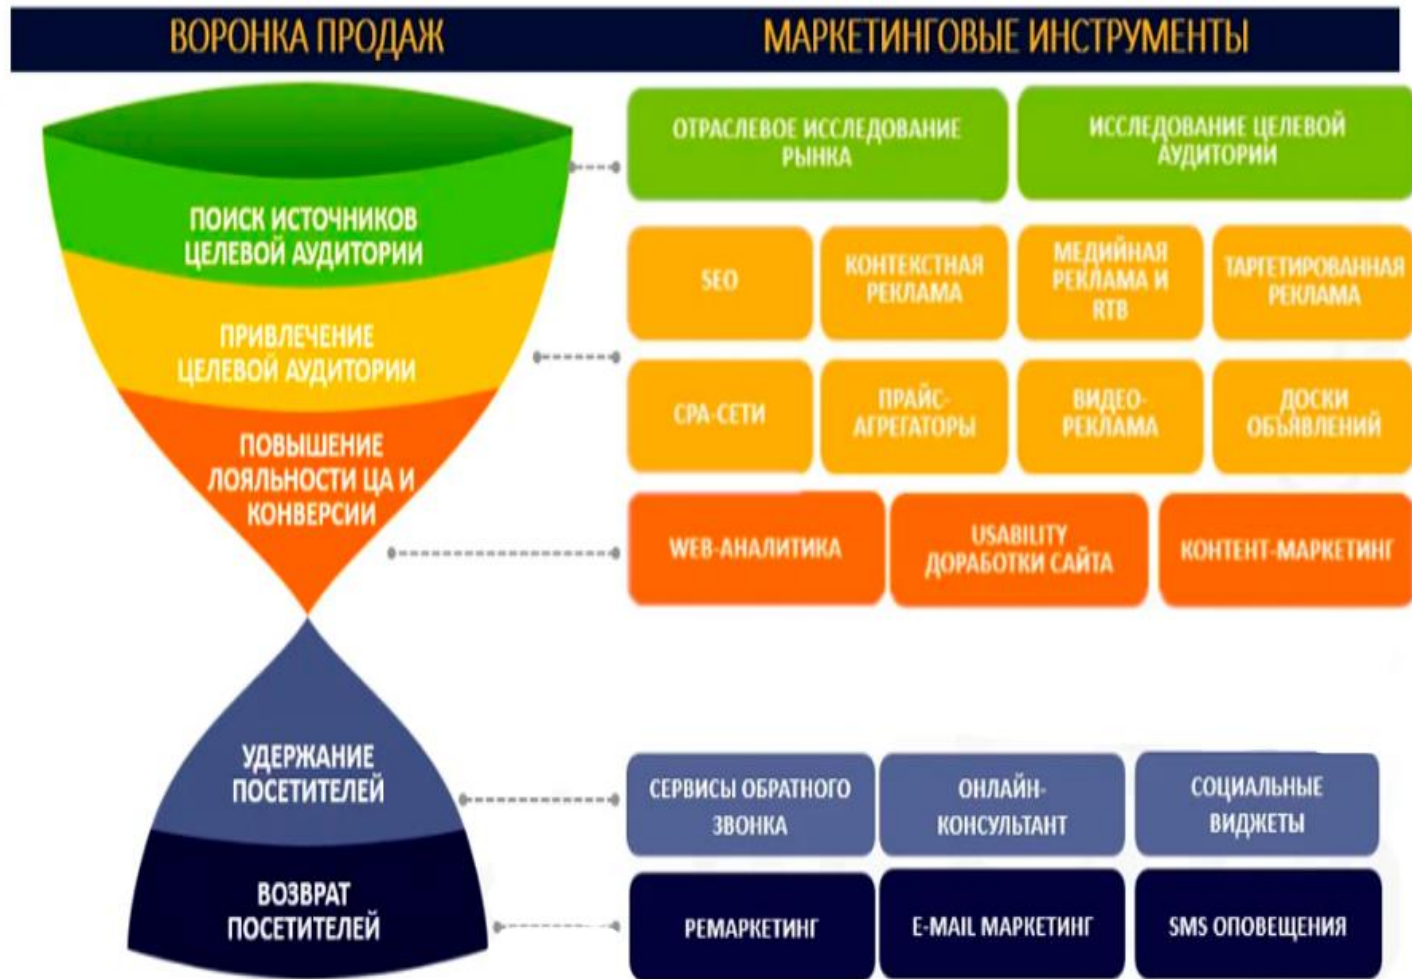 ВОРОНКА ПРОДАЖ
МАРКЕТИНГОВЫЕ ИНСТРУМЕНТЫ
ПОИСК ИСТОЧНИКОВ
ЦЕЛЕВОЙ АУДИТОРИИ
ОТРАСЛЕВОЕ ИССЛЕДОВАНИЕ
РЫНКА
ИССЛЕДОВАНИЕ ЦЕЛЕВОЙ
АУДИТОРИИ
ПРИВЛЕЧЕНИЕ
ЦЕЛЕВОЙ АУДИТОРИИ
SEO
КОНТЕКСТНАЯ
РЕКЛАМА
МЕДИЙНАЯ
РЕКЛАМА И
RTB
ТАРГЕТИРОВАННАЯ
РЕКЛАМА
CPA-СЕТИ
ПРАЙС-
АГРЕГАТОРЫ
ВИДЕО-
РЕКЛАМА
ДОСКИ
ОБЪЯВЛЕНИЙ
ПОВЫШЕНИЕ
ЛОЯЛЬНОСТИ ЦА И
КОНВЕРСИИ
WEB-АНАЛИТИКА
USABILITY
ДОРАБОТКИ САЙТА
КОНТЕНТ-МАРКЕТИНГ
УДЕРЖАНИЕ
ПОСЕТИТЕЛЕЙ
СЕРВИСЫ ОБРАТНОГО
ЗВОНКА
ОНЛАЙН-
КОНСУЛЬТАНТ
СОЦИАЛЬНЫЕ
ВИДЖЕТЫ
ВОЗВРАТ
ПОСЕТИТЕЛЕЙ
РЕМАРКЕТИНГ
E-MAIL МАРКЕТИНГ
SMS ОПОВЕЩЕНИЯ